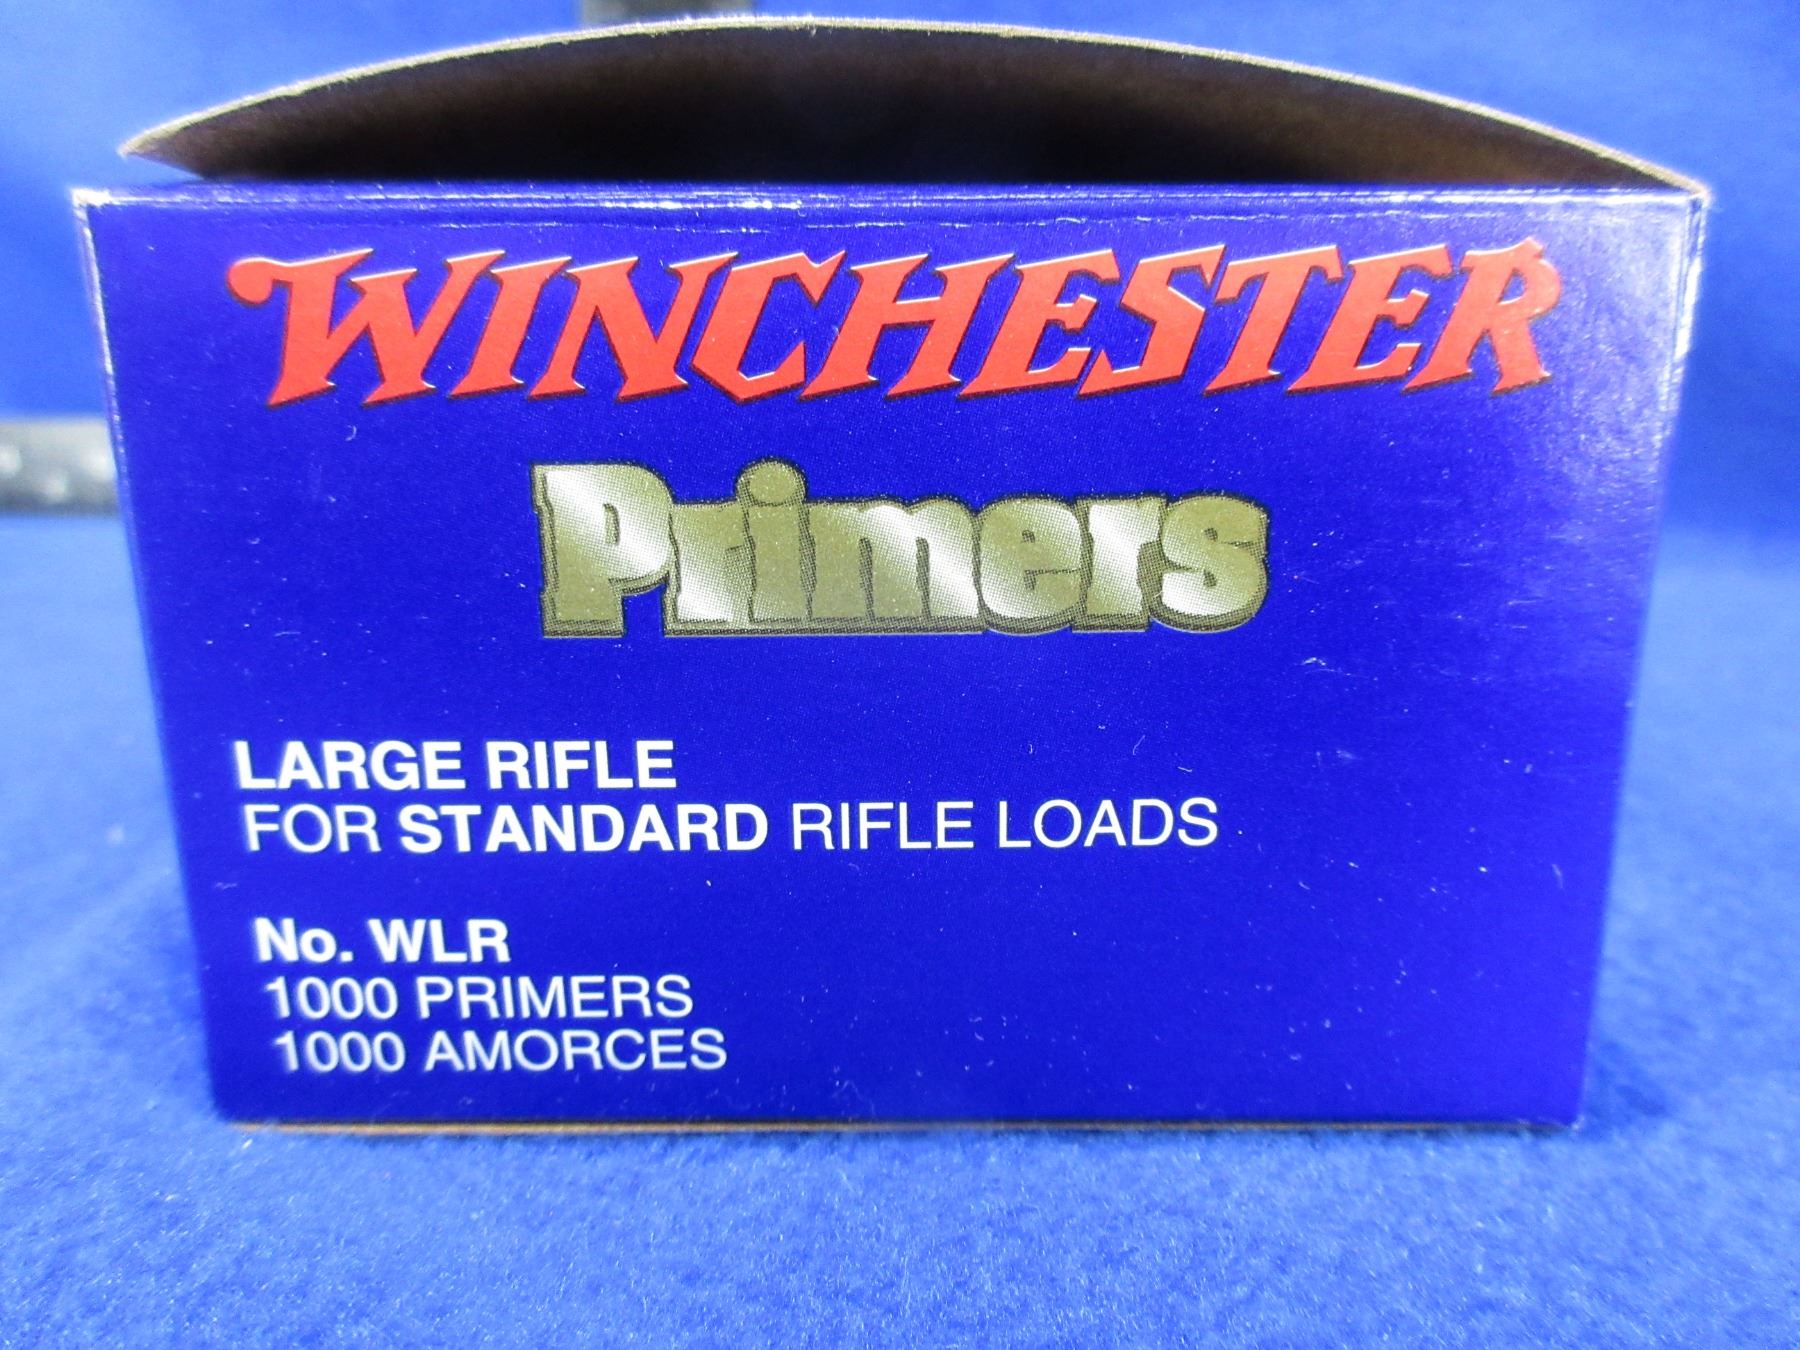 WINCHESTER
Primers
LARGE RIFLE
FOR STANDARD RIFLE LOADS
No. WLR
1000 PRIMERS
1000 AMORCES